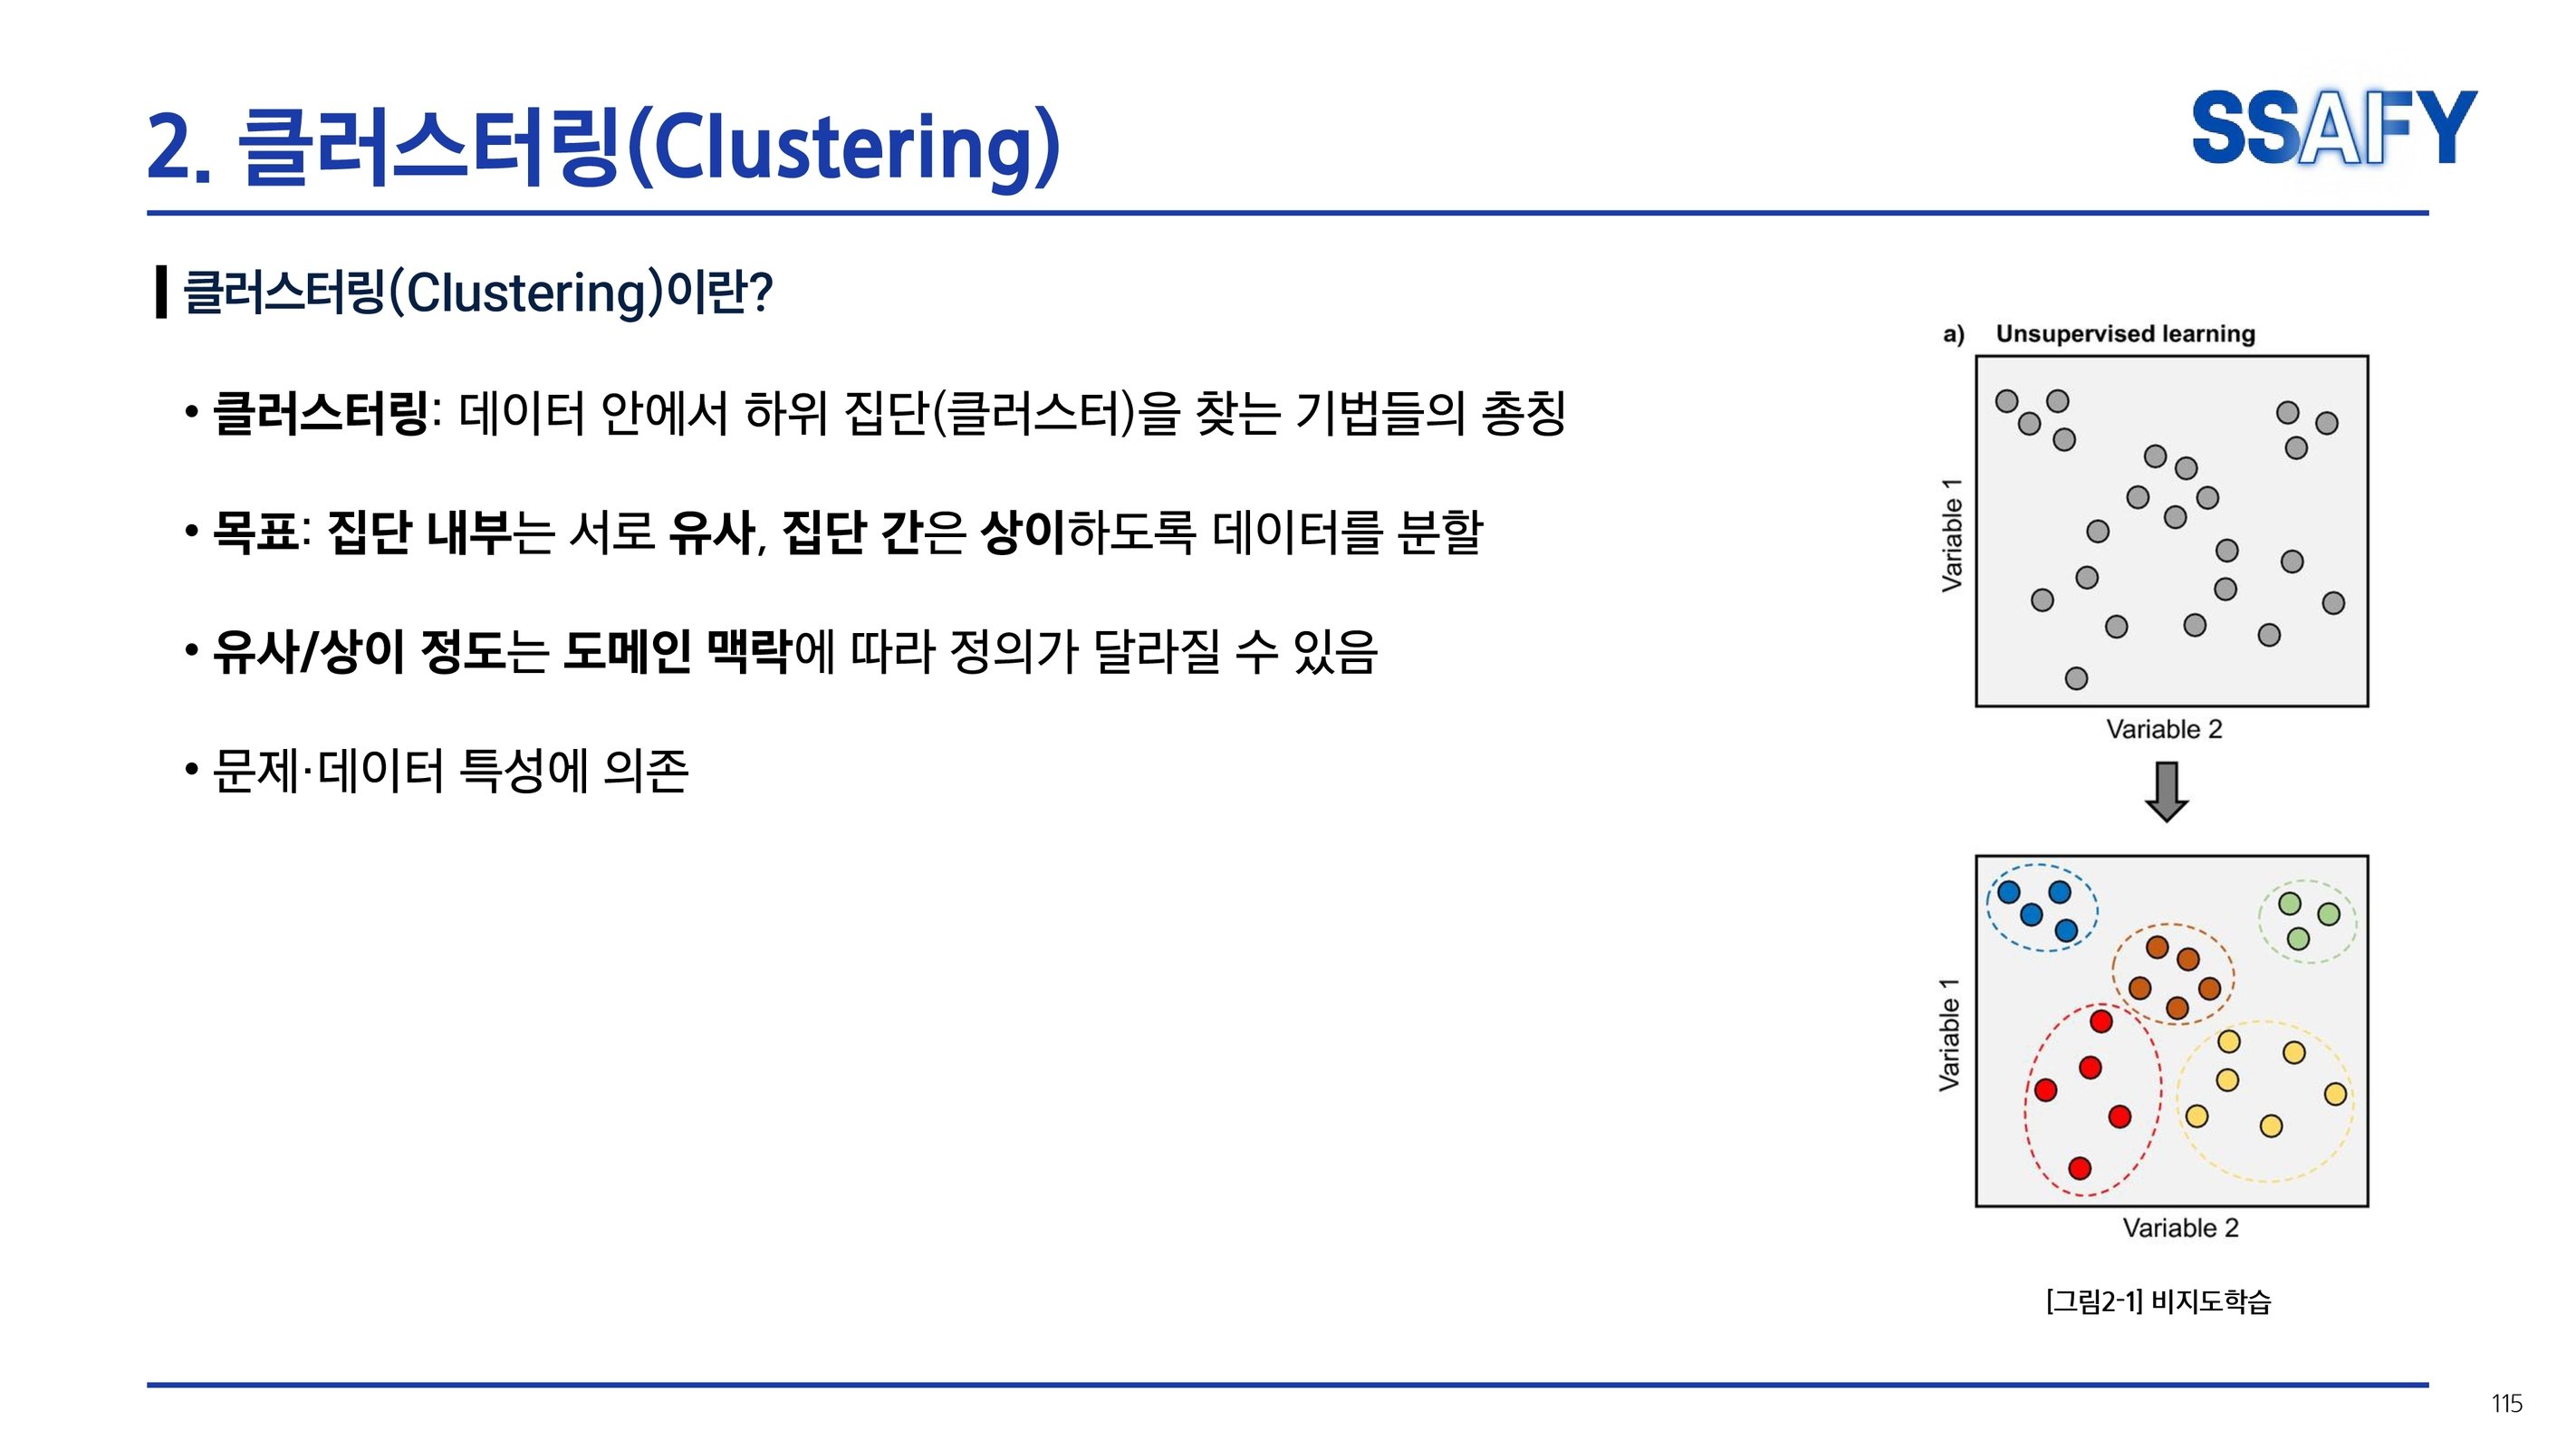 2. 클러스터링(Clustering)
SSAFY
클러스터링(Clustering)이란?
• 클러스터링: 데이터 안에서 하위 집단(클러스터)을 찾는 기법들의 총칭
• 목표: 집단 내부는 서로 유사, 집단 간은 상이하도록 데이터를 분할
• 유사/상이 정도는 도메인 맥락에 따라 정의가 달라질 수 있음
• 문제·데이터 특성에 의존
a) Unsupervised learning
Variable 1
Variable 2
Variable 1
Variable 2
[그림2-1] 비지도학습
115